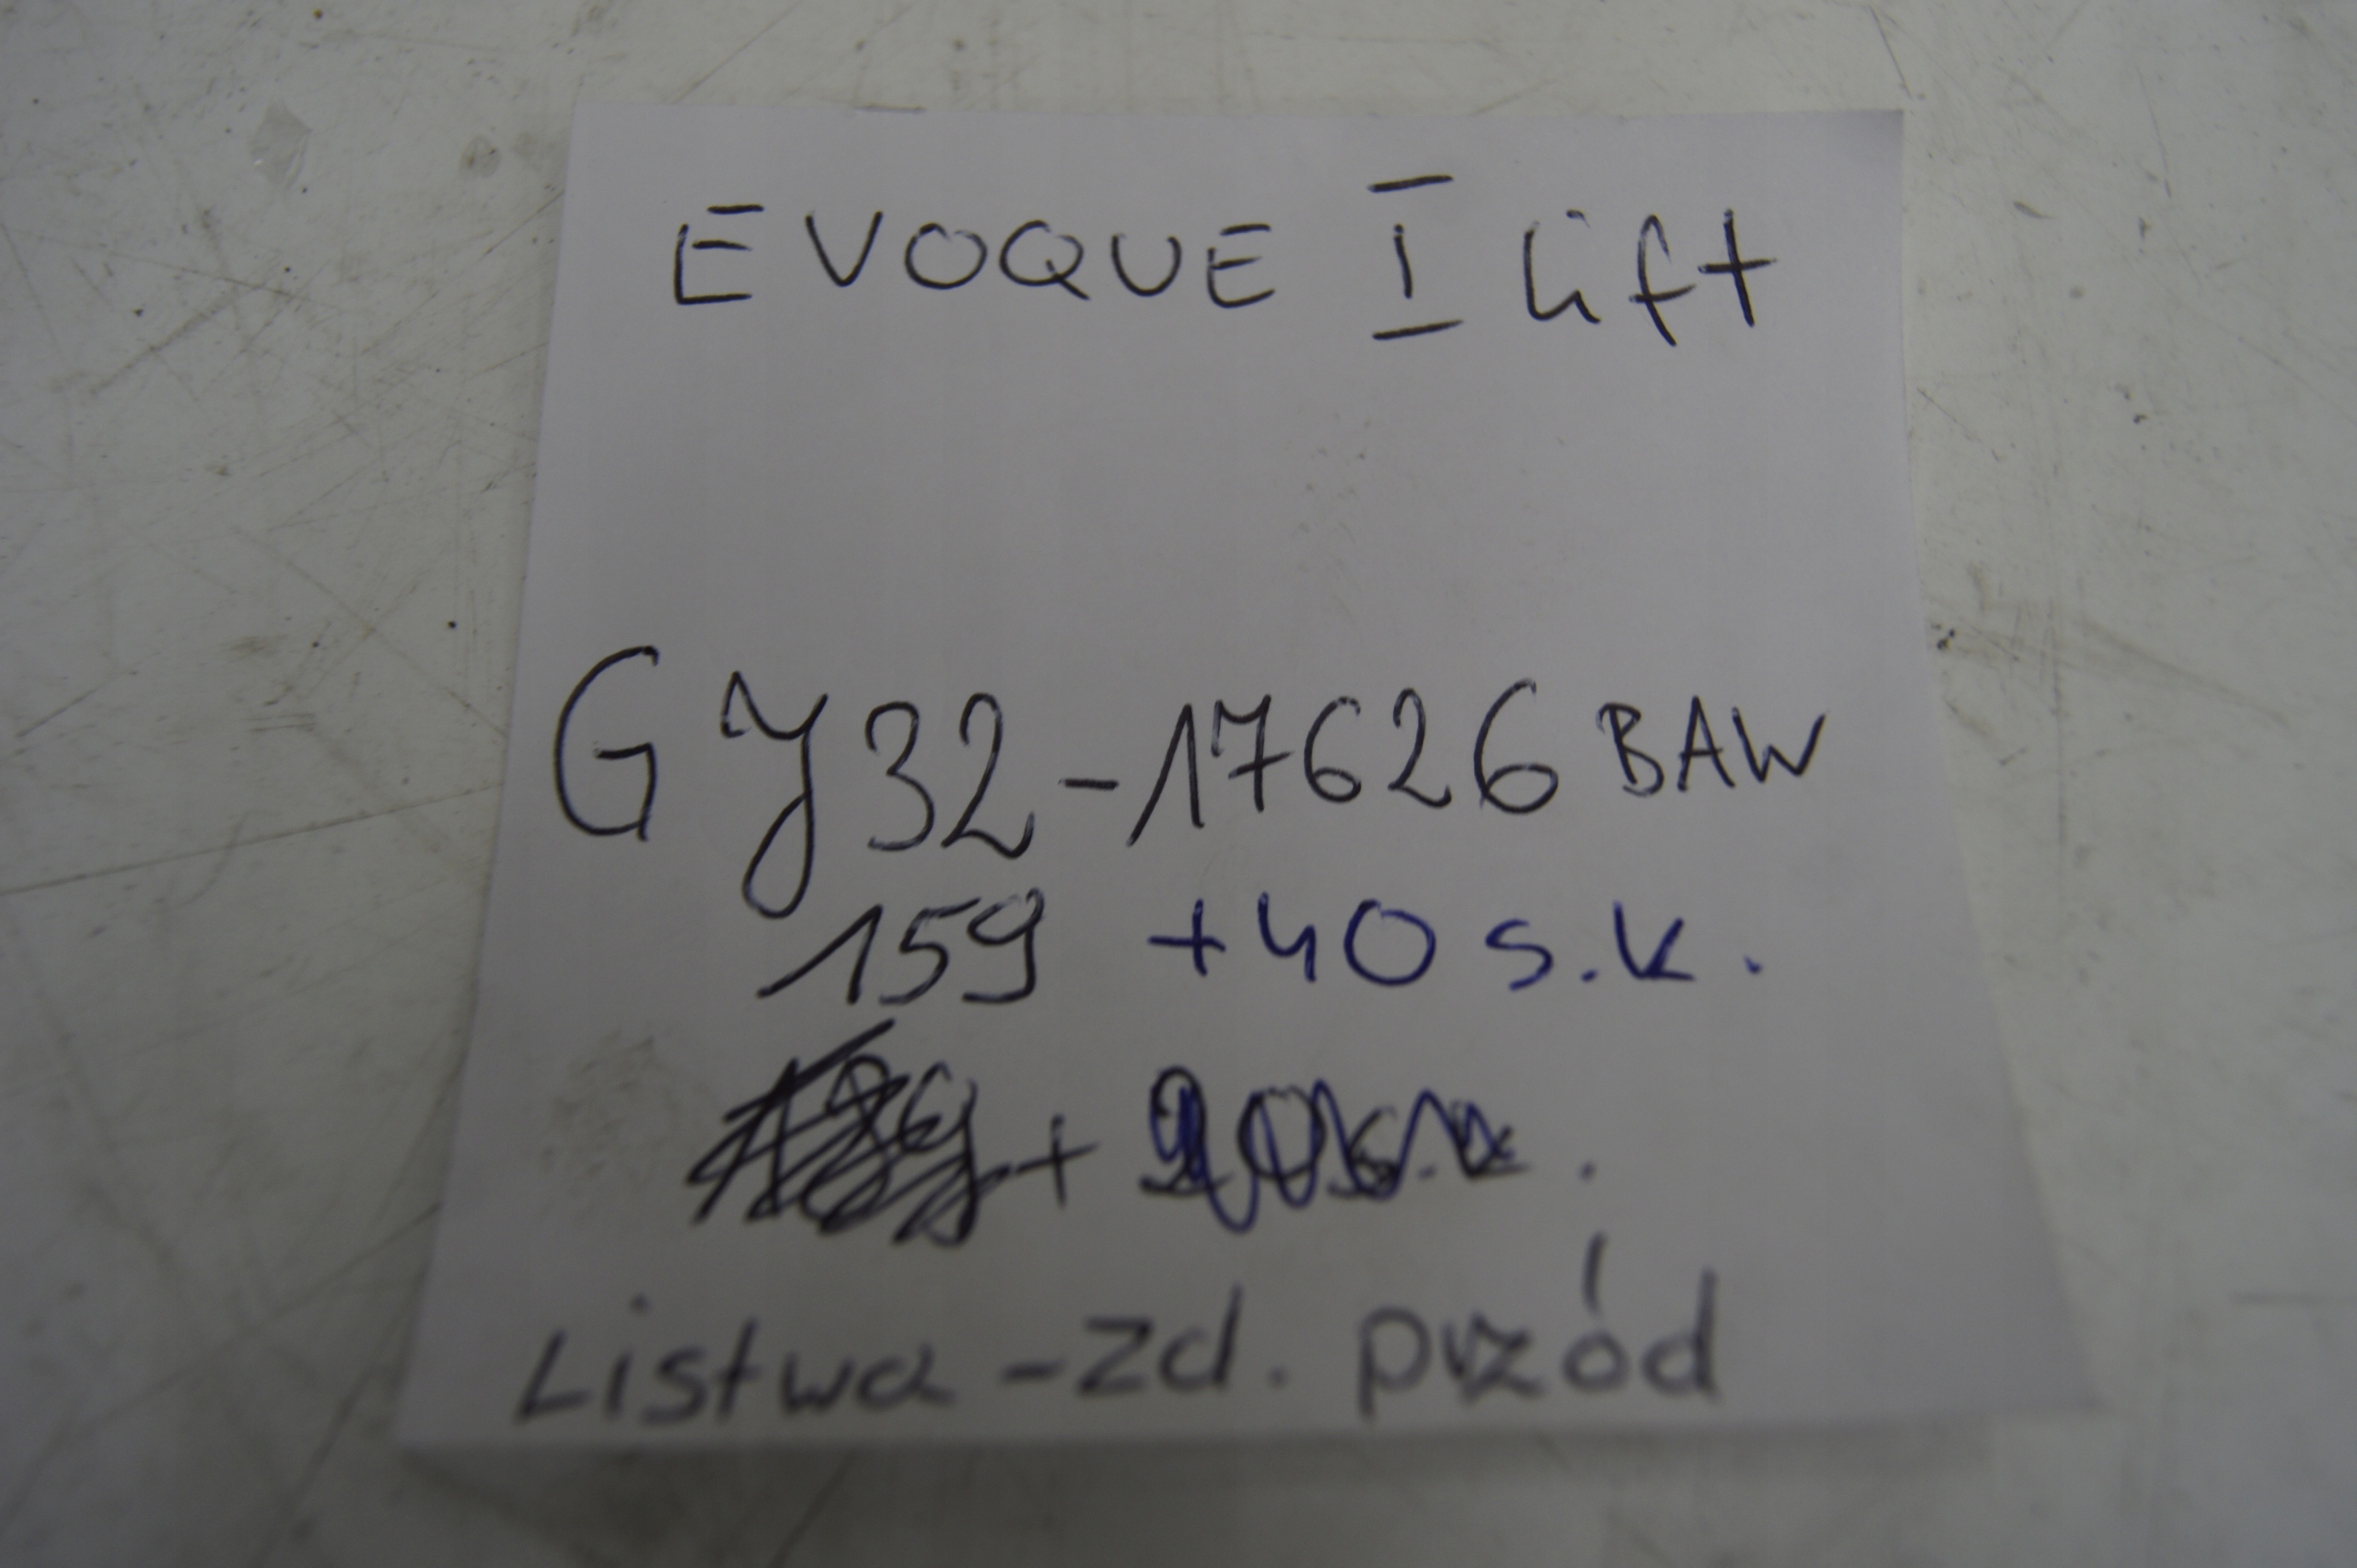 EVOQUE I lift
GJ32-17626 BAW
159 +40 s.k.
Listwa - zd. przód